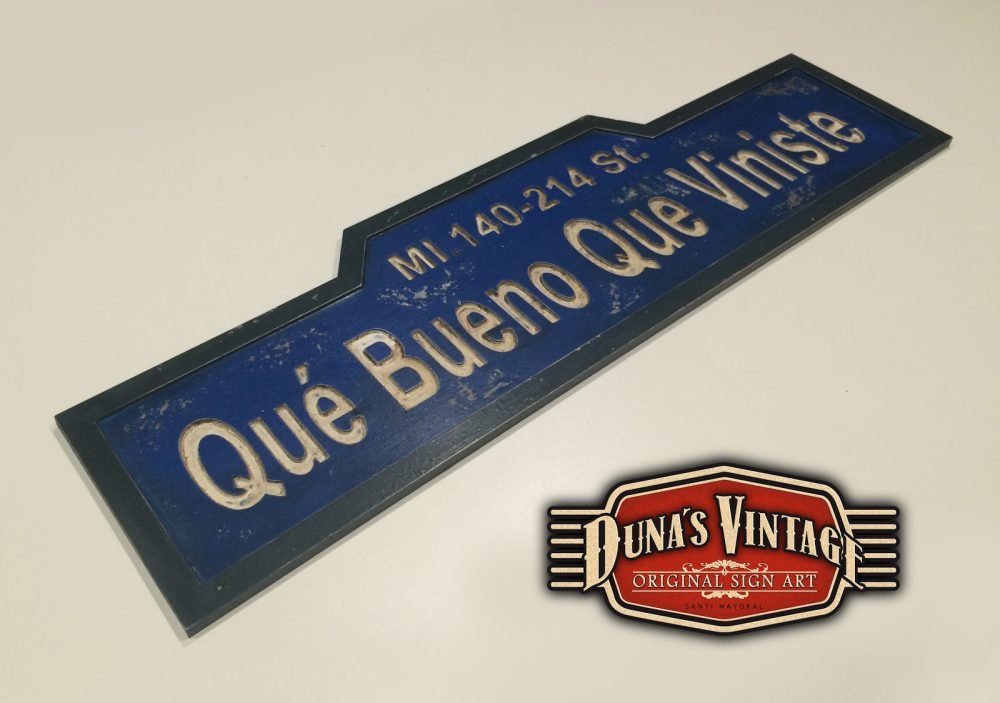 MI.140-214 St.
Qué Bueno Que Viniste
DUNA´S VINTAGE
ORIGINAL SIGN ART
SANTI MAYORAL